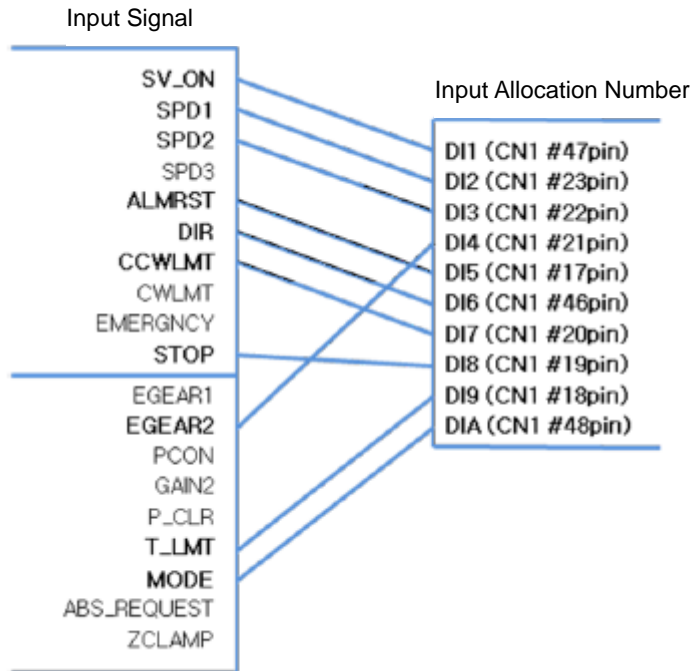 Input Signal
SV_ON
SPD1
SPD2
SPD3
ALMRST
DIR
CCWLMT
CWLMT
EMERGNCY
STOP
EGEAR1
EGEAR2
PCON
GAIN2
P_CLR
T_LMT
MODE
ABS_REQUEST
ZCLAMP
Input Allocation Number
DI1 (CN1 #47pin)
DI2 (CN1 #23pin)
DI3 (CN1 #22pin)
DI4 (CN1 #21pin)
DI5 (CN1 #17pin)
DI6 (CN1 #46pin)
DI7 (CN1 #20pin)
DI8 (CN1 #19pin)
DI9 (CN1 #18pin)
DIA (CN1 #48pin)